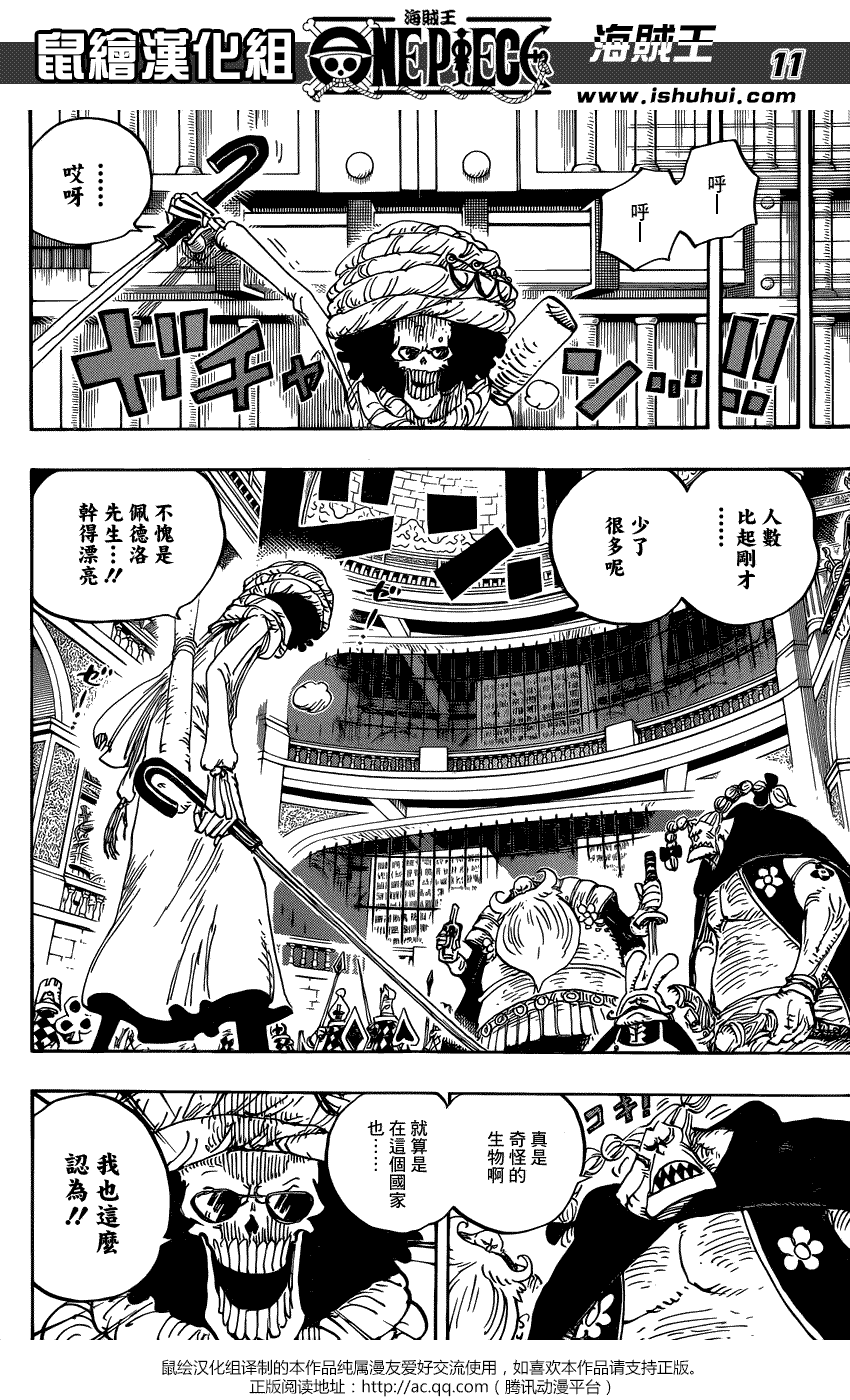 鼠繪漢化組
海賊王
ONE PIECE
海賊王
11
www.ishuhui.com
呼—
呼—
……
哎呀
ガチャンッ!!
人數
比起剛才
……
少了
很多呢
不愧是
佩德洛
先生…!!
幹得漂亮
ドンッ
ゼェ…
ゼェ…
コキ!
真是
奇怪的
生物啊
就算是
在這個國家
也……
我也這麼
認為!!
鼠绘汉化组译制的本作品纯属漫友爱好交流使用，如喜欢本作品请支持正版。
正版阅读地址：http://ac.qq.com（腾讯动漫平台）